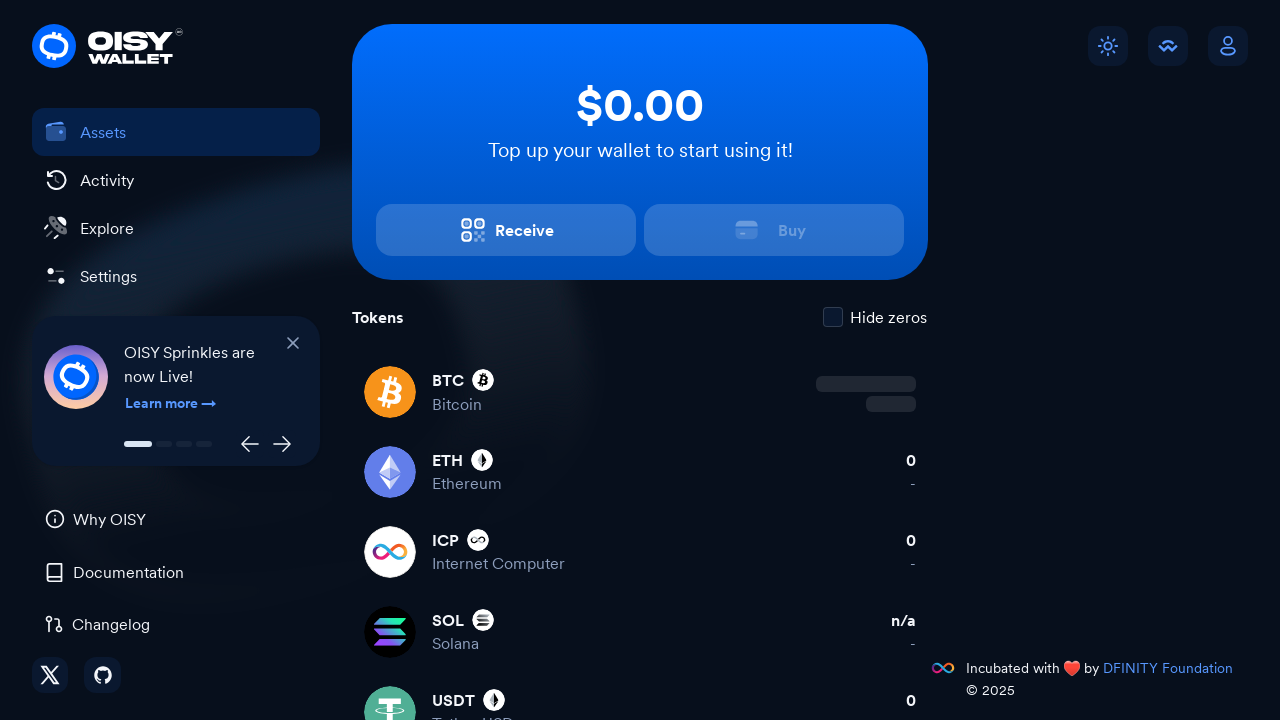 OISY
WALLET
Assets
Activity
Explore
Settings
OISY Sprinkles are
now Live!
Learn more
Why OISY
Documentation
Changelog
$0.00
Top up your wallet to start using it!
Receive
Buy
Tokens
Hide zeros
BTC
Bitcoin
ETH
0
Ethereum
-
ICP
0
Internet Computer
-
SOL
n/a
Solana
-
USDT
0
Incubated with ❤️ by DFINITY Foundation
© 2025